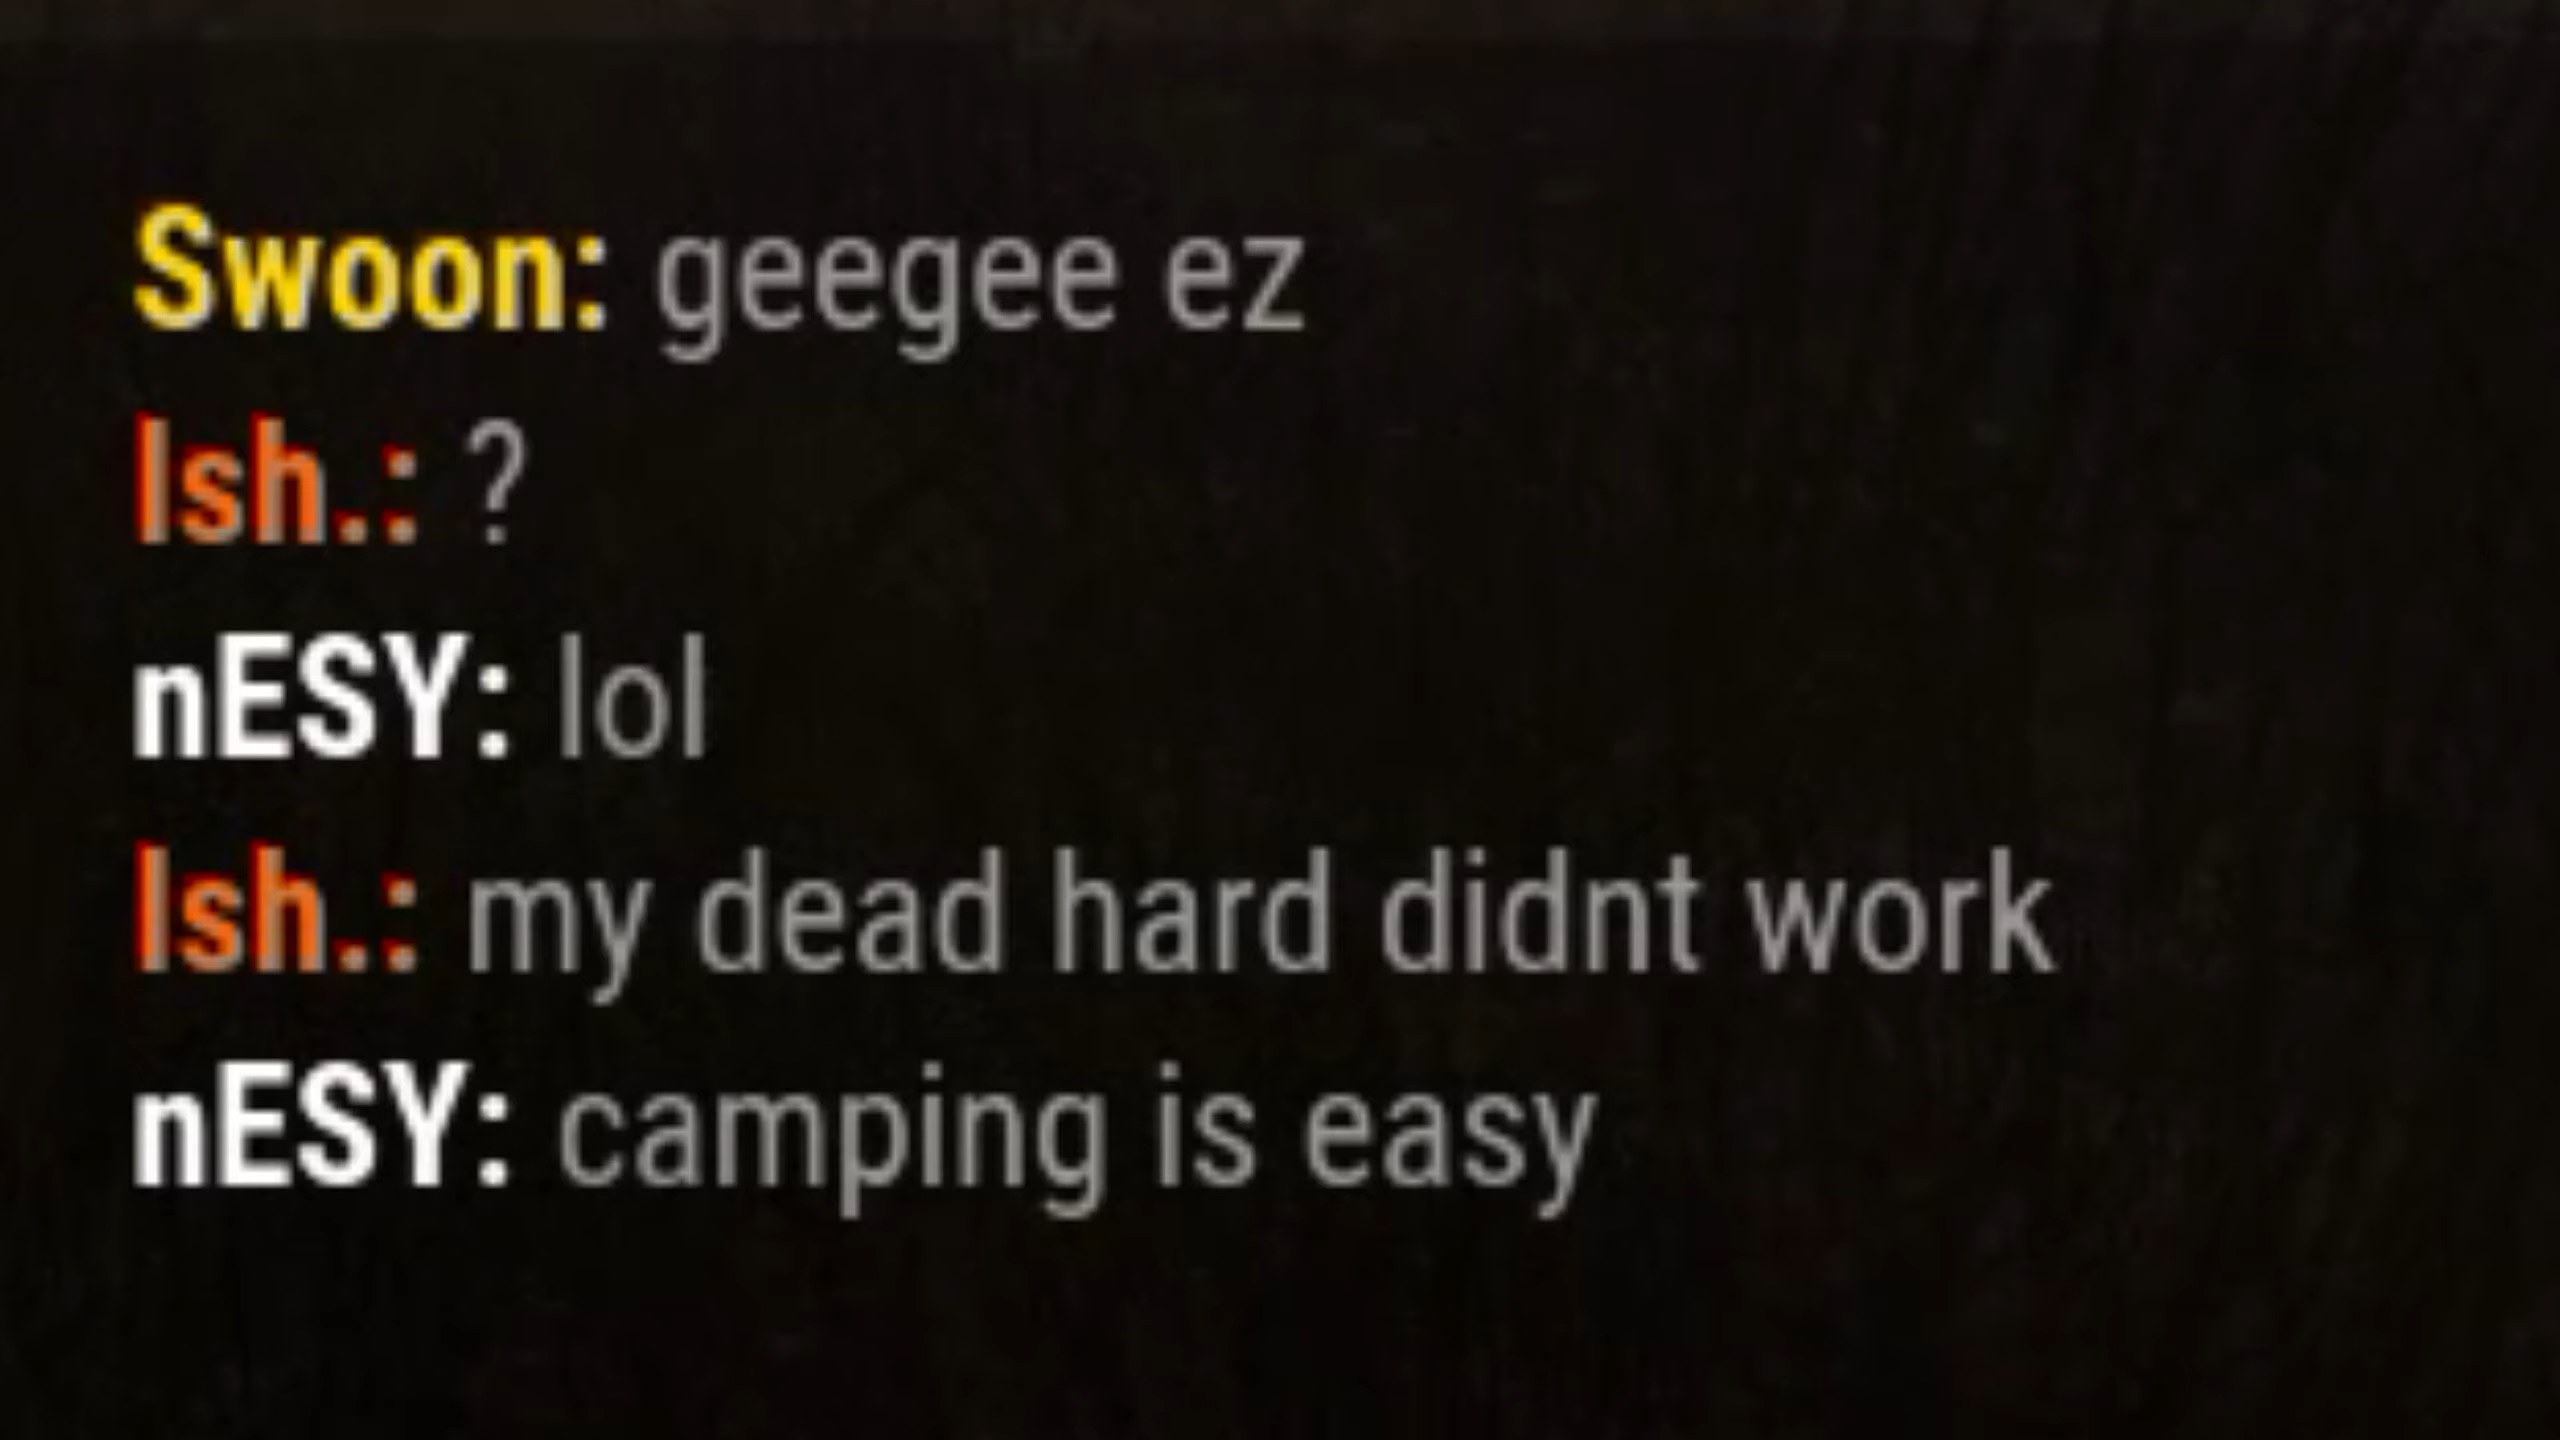 Swoon: geegee ez
Ish.: ?
nESY: lol
Ish.: my dead hard didnt work
nESY: camping is easy